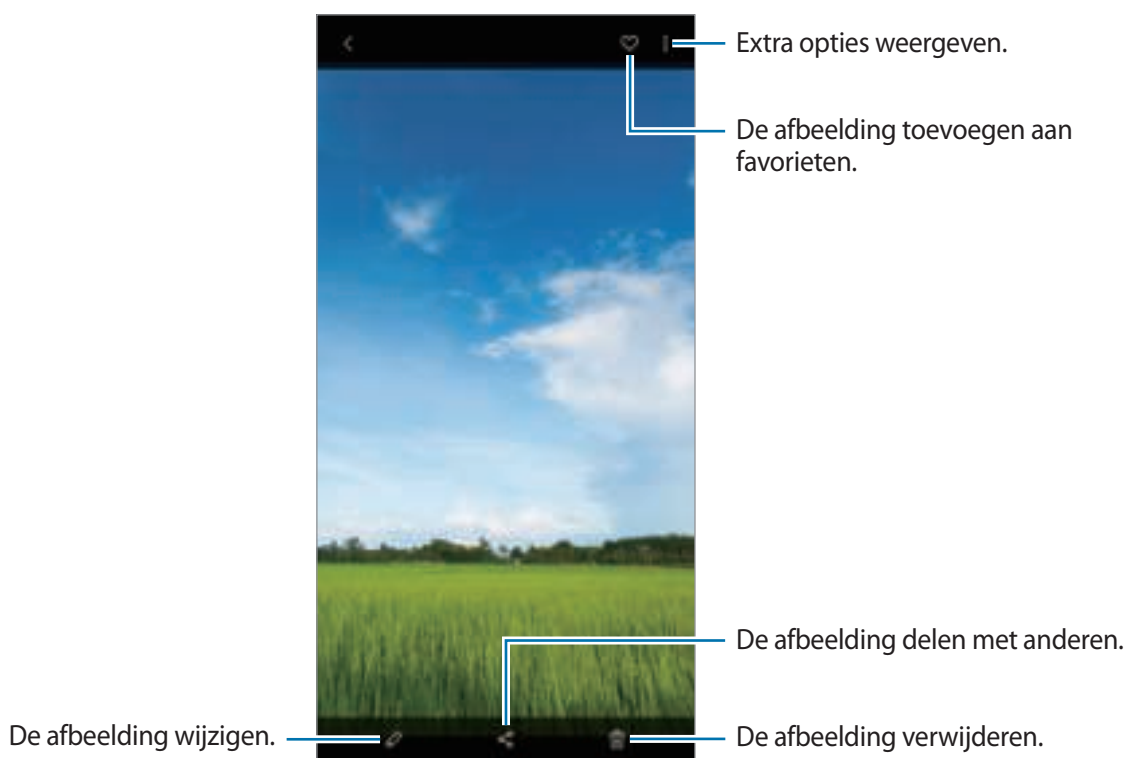 Extra opties weergeven.
De afbeelding toevoegen aan
favorieten.
De afbeelding delen met anderen.
De afbeelding wijzigen.
De afbeelding verwijderen.